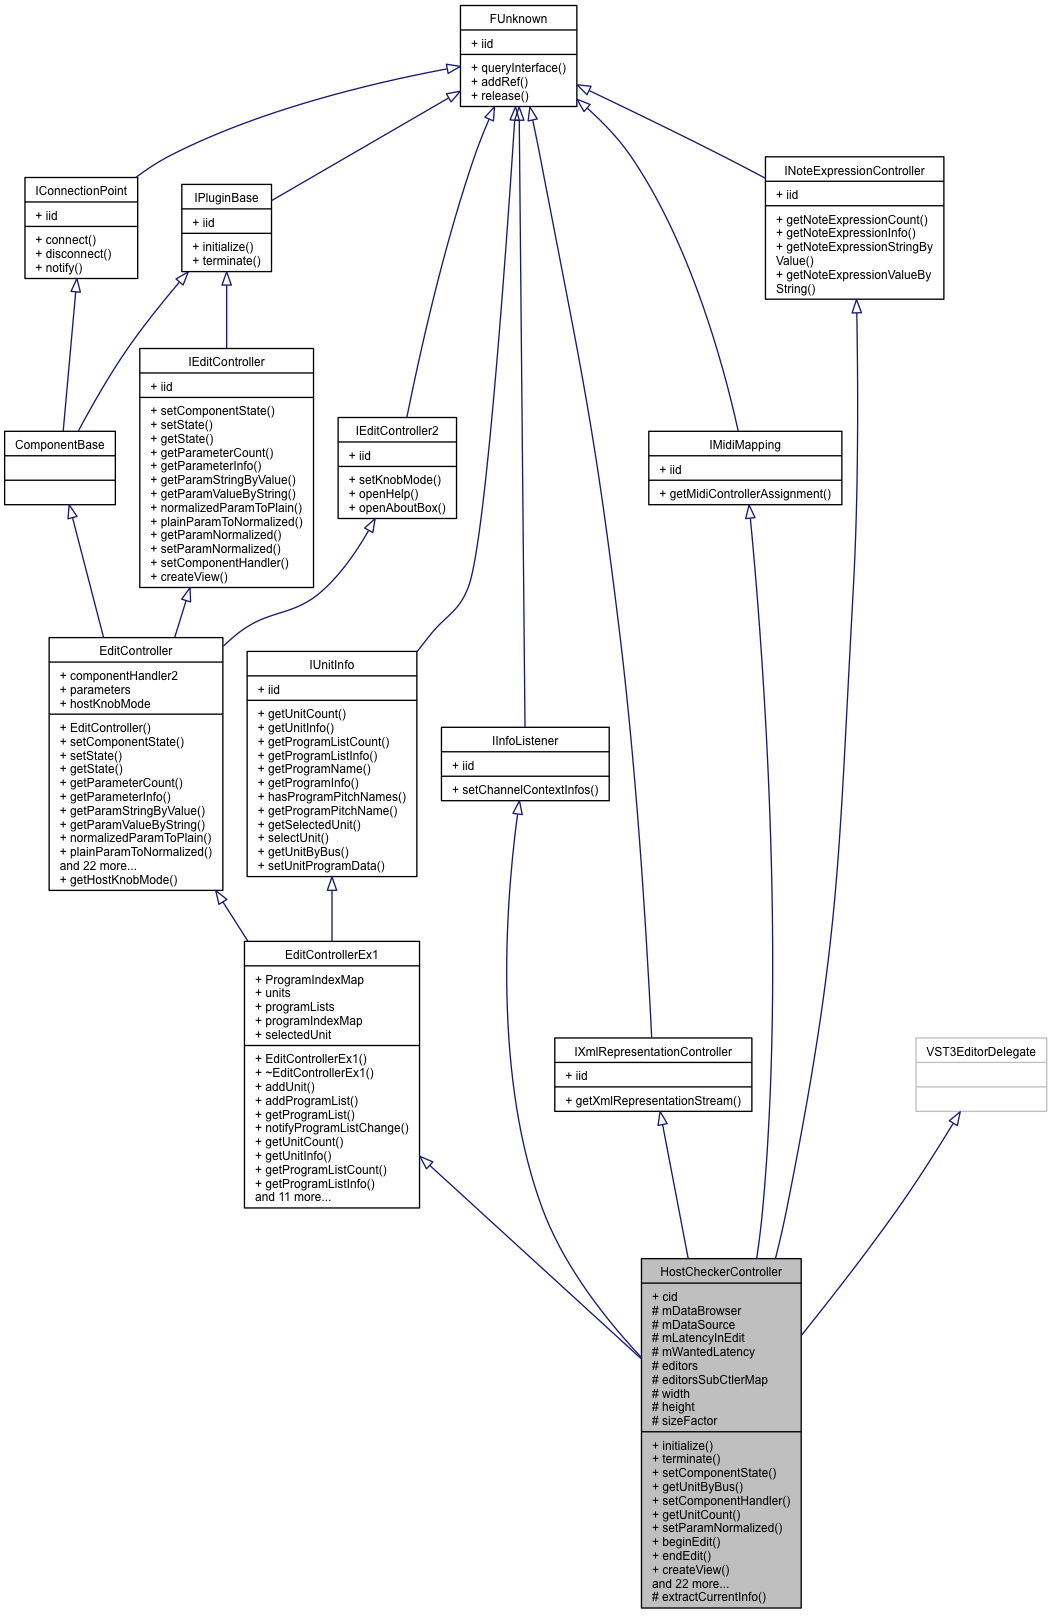 FUnknown
+ iid
+ queryInterface()
+ addRef()
+ release()
IConnectionPoint
+ iid
+ connect()
+ disconnect()
+ notify()
IPluginBase
+ iid
+ initialize()
+ terminate()
INoteExpressionController
+ iid
+ getNoteExpressionCount()
+ getNoteExpressionInfo()
+ getNoteExpressionStringBy
Value()
+ getNoteExpressionValueBy
String()
IEditController
+ iid
+ setComponentState()
+ setState()
+ getState()
+ getParameterCount()
+ getParameterInfo()
+ getParamStringByValue()
+ getParamValueByString()
+ normalizedParamToPlain()
+ plainParamToNormalized()
+ getParamNormalized()
+ setParamNormalized()
+ setComponentHandler()
+ createView()
IEditController2
+ iid
+ setKnobMode()
+ openHelp()
+ openAboutBox()
ComponentBase
IMidiMapping
+ iid
+ getMidiControllerAssignment()
EditController
+ componentHandler2
+ parameters
+ hostKnobMode
+ EditController()
+ setComponentState()
+ setState()
+ getState()
+ getParameterCount()
+ getParameterInfo()
+ getParamStringByValue()
+ getParamValueByString()
+ normalizedParamToPlain()
+ plainParamToNormalized()
and 22 more...
+ getHostKnobMode()
IUnitInfo
+ iid
+ getUnitCount()
+ getUnitInfo()
+ getProgramListCount()
+ getProgramListInfo()
+ getProgramName()
+ getProgramInfo()
+ hasProgramPitchNames()
+ getProgramPitchName()
+ getSelectedUnit()
+ selectUnit()
+ getUnitByBus()
+ setUnitProgramData()
IInfoListener
+ iid
+ setChannelContextInfos()
EditControllerEx1
+ ProgramIndexMap
+ units
+ programLists
+ programIndexMap
+ selectedUnit
+ EditControllerEx1()
+ ~EditControllerEx1()
+ addUnit()
+ addProgramList()
+ getProgramList()
+ notifyProgramListChange()
+ getUnitCount()
+ getUnitInfo()
+ getProgramListCount()
+ getProgramListInfo()
and 11 more...
IXmlRepresentationController
+ iid
+ getXmlRepresentationStream()
VST3EditorDelegate
HostCheckerController
+ cid
# mDataBrowser
# mDataSource
# mLatencyInEdit
# mWantedLatency
# editors
# editorsSubCtlerMap
# width
# height
# sizeFactor
+ initialize()
+ terminate()
+ setComponentState()
+ getUnitByBus()
+ setComponentHandler()
+ getUnitCount()
+ setParamNormalized()
+ beginEdit()
+ endEdit()
+ createView()
and 22 more...
# extractCurrentInfo()